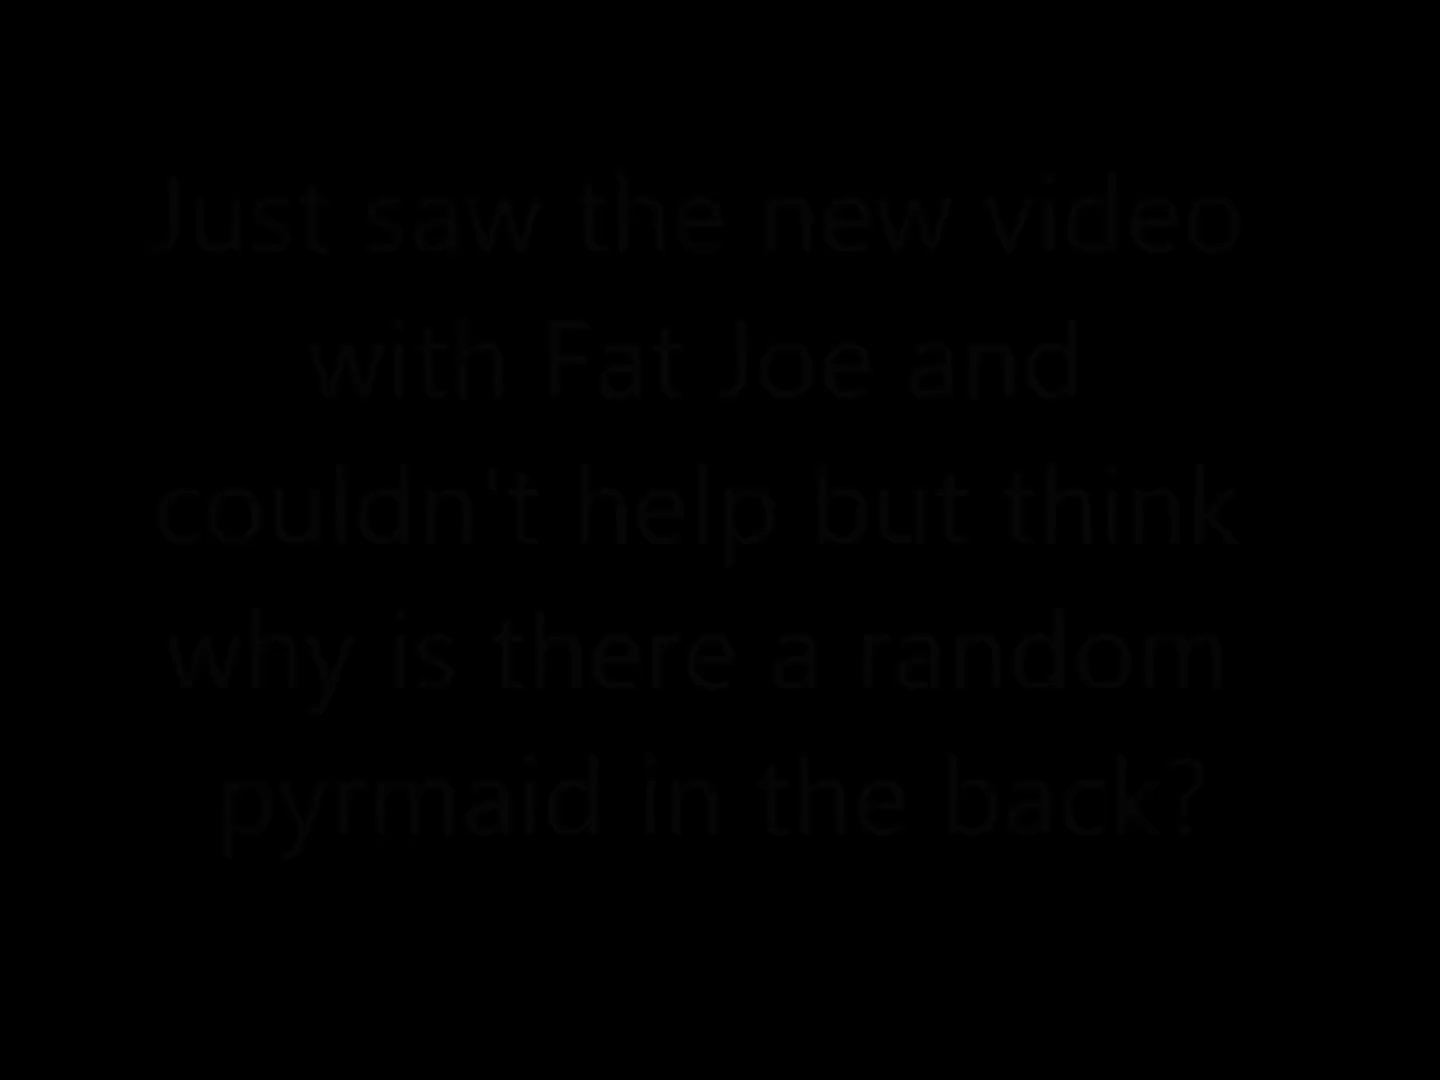 Just saw the new video
with Fat Joe and
couldn't help but think
why is there a random
pyrmaid in the back?